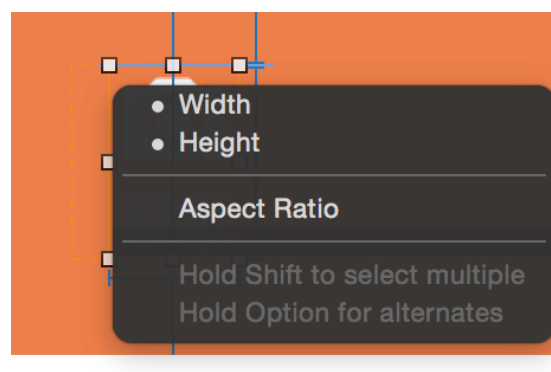 Width
Height
Aspect Ratio
Hold Shift to select multiple
Hold Option for alternates